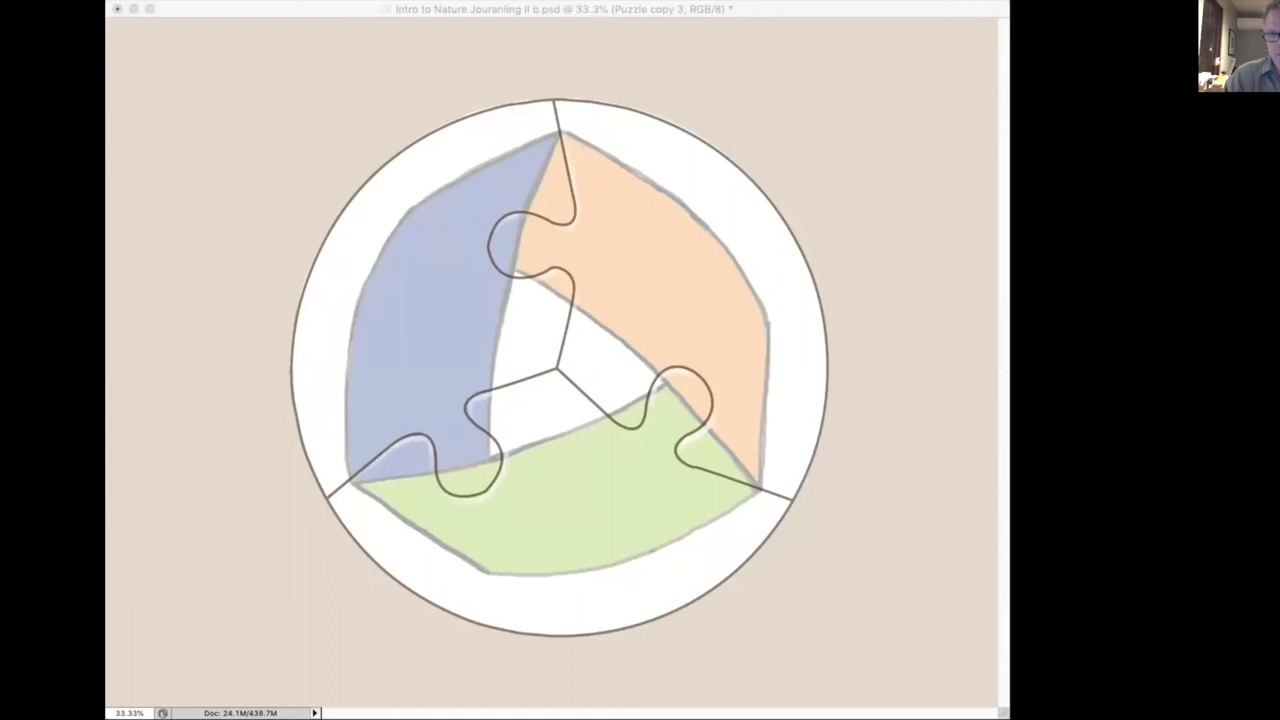 Intro to Nature Jouranling II b.psd @ 33.3% (Puzzle copy 3, RGB/8) *
33.33%
Doc: 24.1M/438.7M